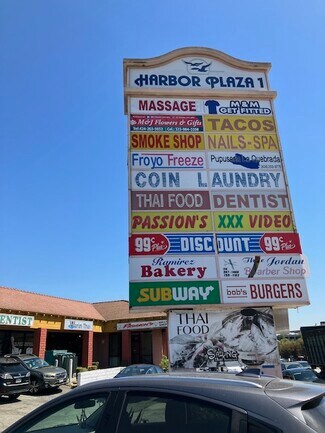 HARBOR PLAZA 1
MASSAGE
M&M
GET FITTED
M&J Flowers & Gifts
TACOS
SMOKE SHOP
NAILS-SPA
Froyo Freeze
Pupuseria La Quebrada
COIN LAUNDRY
THAI FOOD
DENTIST
PASSION'S
XXX VIDEO
99¢ Plus
DISCOUNT
99¢ Plus
Ramirez
Bakery
Jordan
Barber Shop
SUBWAY
bob's BURGERS
THAI
FOOD
DENTIST